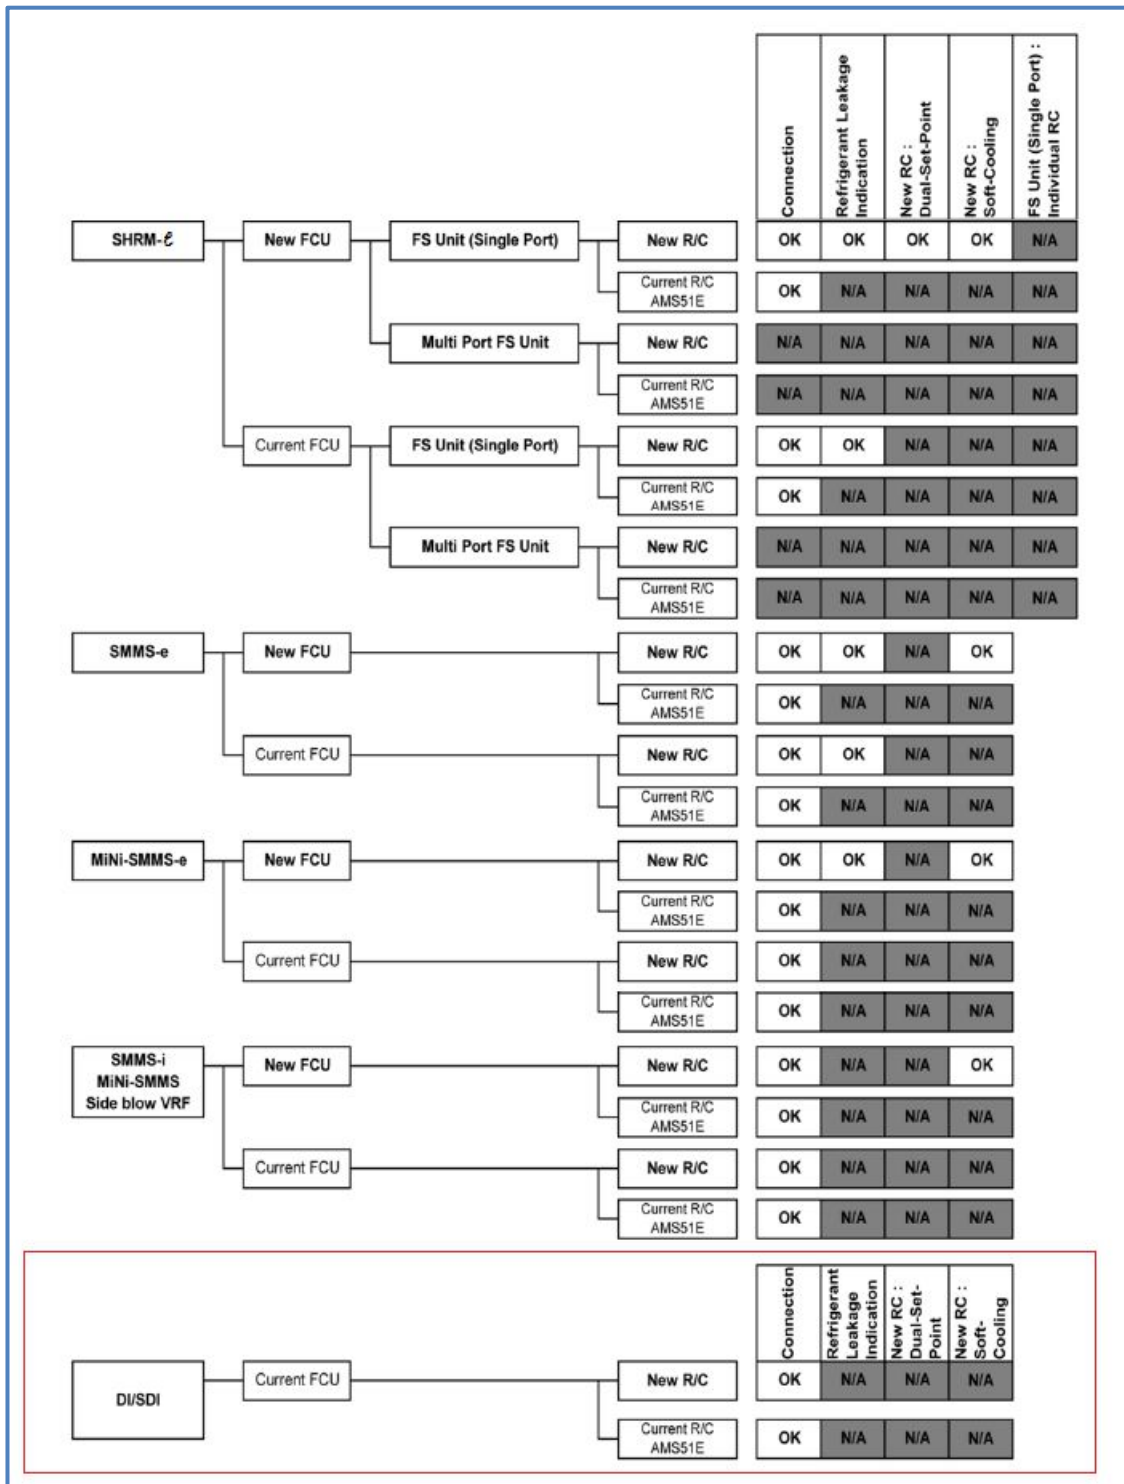 Connection
Refrigerant Leakage
Indication
New RC :
Dual-Set-Point
New RC :
Soft-Cooling
FS Unit (Single Port) :
Individual RC
SHRM-ℓ New FCU FS Unit (Single Port) New R/C OK OK OK OK N/A
Current R/C
AMS51E OK N/A N/A N/A N/A
Multi Port FS Unit New R/C N/A N/A N/A N/A N/A
Current R/C
AMS51E N/A N/A N/A N/A N/A
Current FCU FS Unit (Single Port) New R/C OK OK N/A N/A N/A
Current R/C
AMS51E OK N/A N/A N/A N/A
Multi Port FS Unit New R/C N/A N/A N/A N/A N/A
Current R/C
AMS51E N/A N/A N/A N/A N/A
SMMS-e New FCU New R/C OK OK N/A OK
Current R/C
AMS51E OK N/A N/A N/A
Current FCU New R/C OK OK N/A N/A
Current R/C
AMS51E OK N/A N/A N/A
MiNi-SMMS-e New FCU New R/C OK OK N/A OK
Current R/C
AMS51E OK N/A N/A N/A
Current FCU New R/C OK N/A N/A N/A
Current R/C
AMS51E OK N/A N/A N/A
SMMS-i
MiNi-SMMS
Side blow VRF New FCU New R/C OK N/A N/A OK
Current R/C
AMS51E OK N/A N/A N/A
Current FCU New R/C OK N/A N/A N/A
Current R/C
AMS51E OK N/A N/A N/A
Connection
Refrigerant
Leakage
Indication
New RC :
Dual-Set-
Point
New RC :
Soft-
Cooling
DI/SDI Current FCU New R/C OK N/A N/A N/A
Current R/C
AMS51E OK N/A N/A N/A